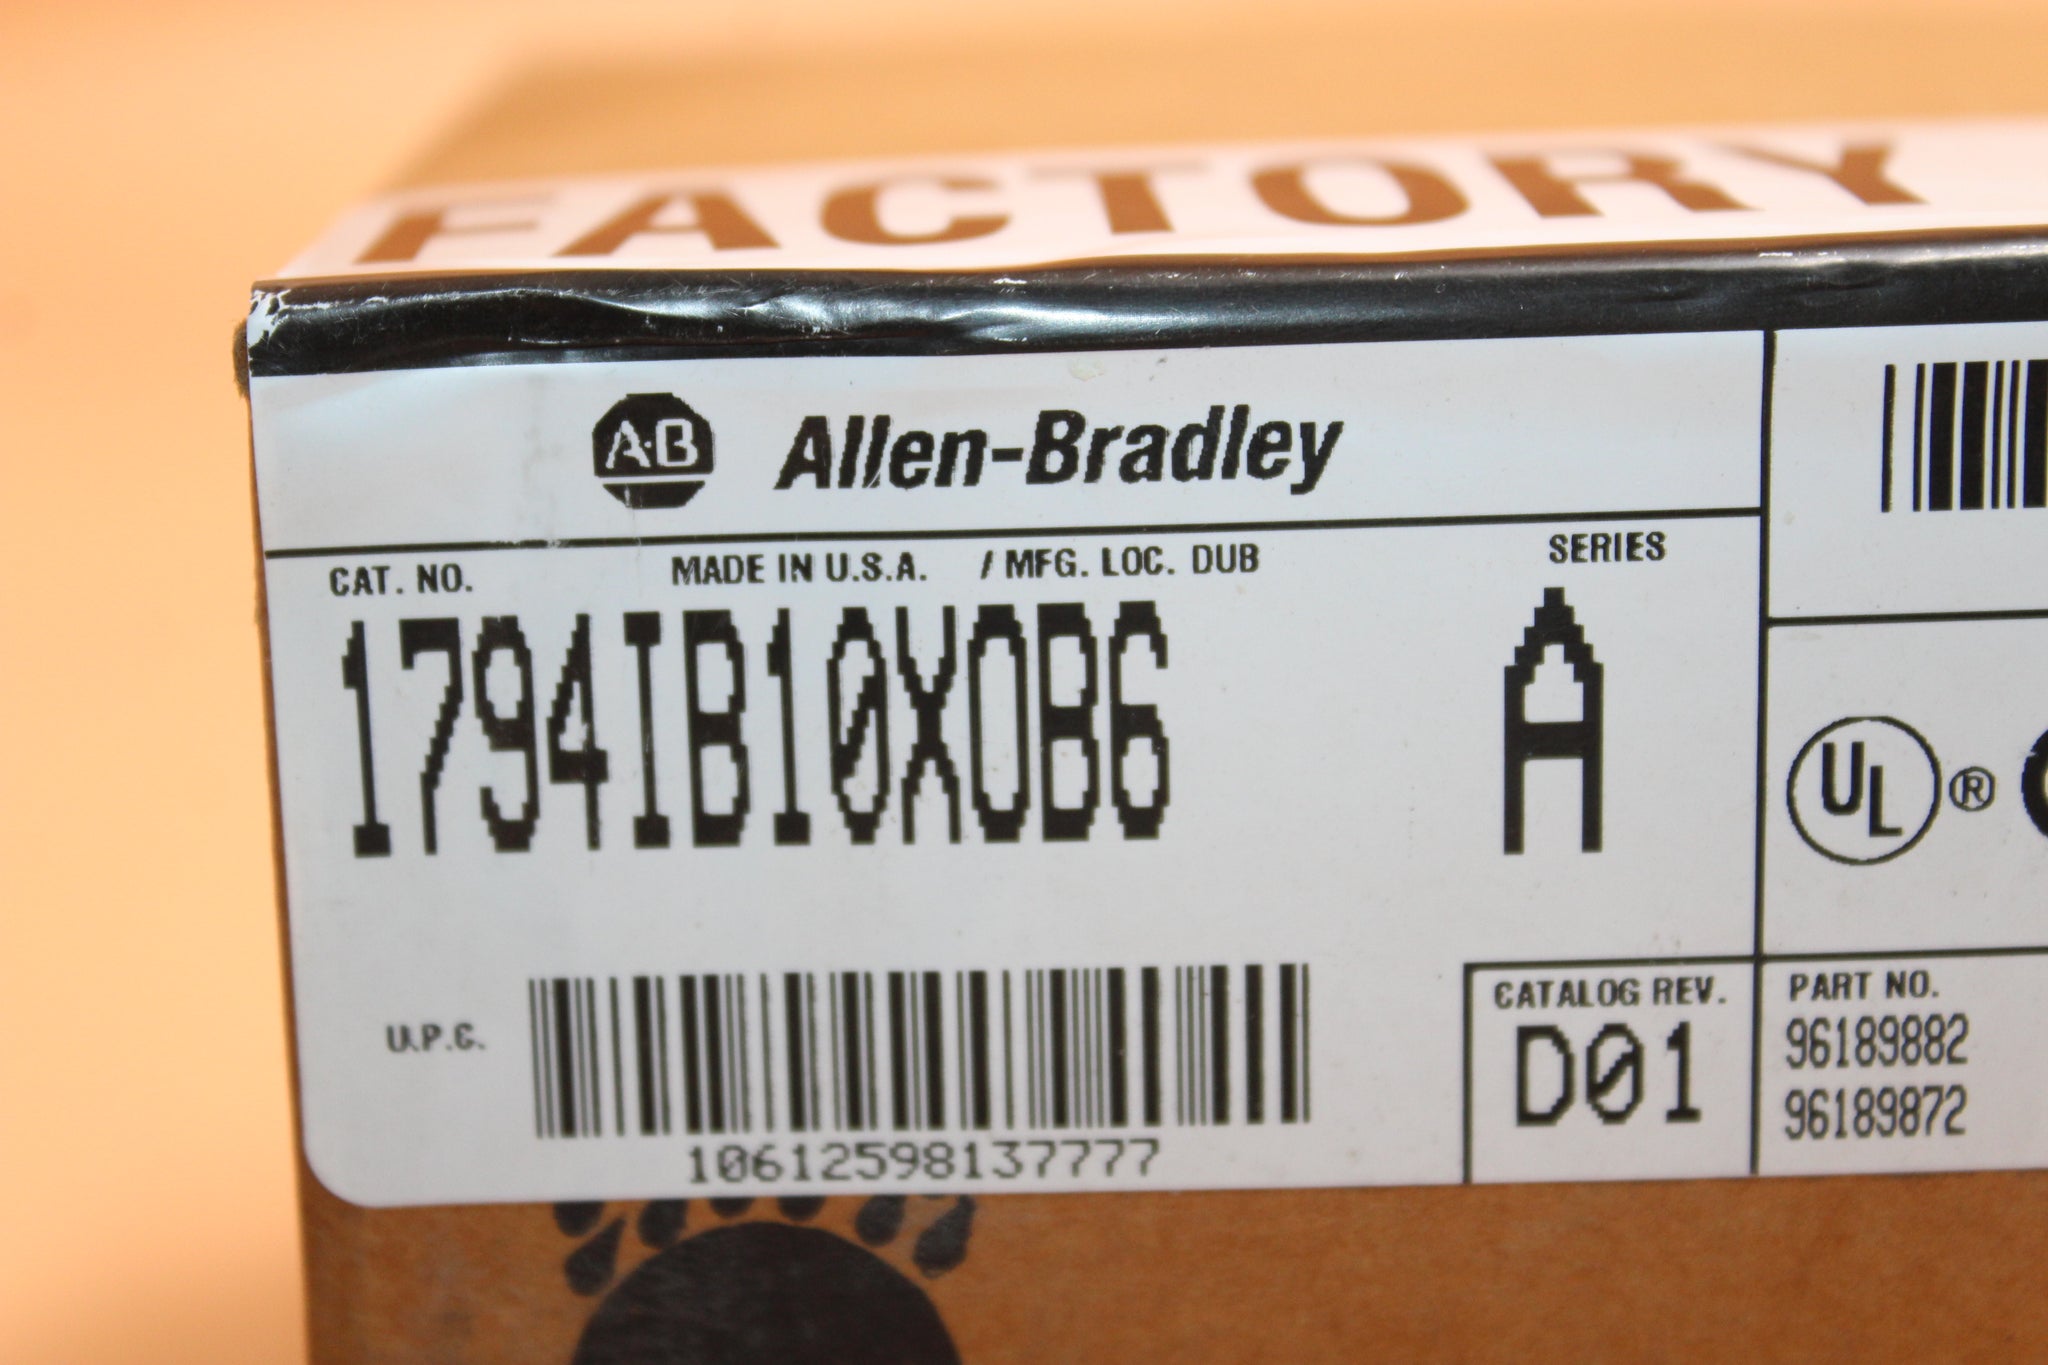 FACTORY
A·B Allen-Bradley
CAT. NO. MADE IN U.S.A. / MFG. LOC. DUB SERIES
1794IB10XOB6 A
UL ®
U.P.C.
10612598137777
CATALOG REV.
D01
PART NO.
96189882
96189872